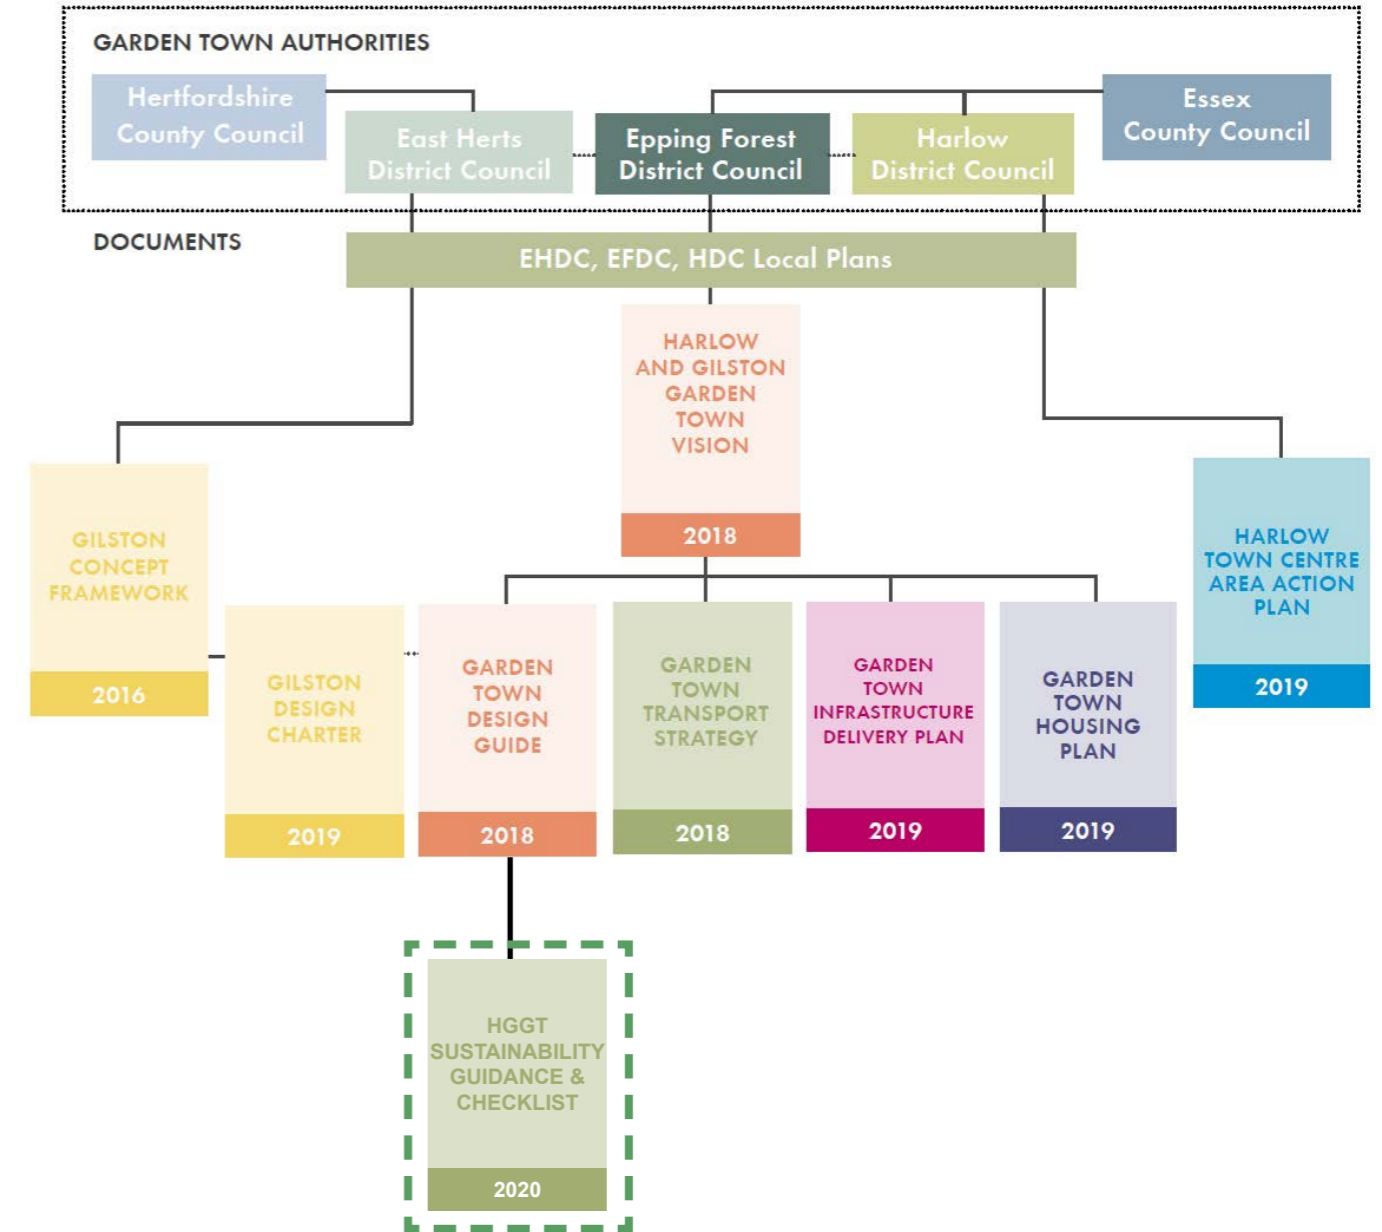 GARDEN TOWN AUTHORITIES
Hertfordshire
County Council
East Herts
District Council
Epping Forest
District Council
Harlow
District Council
Essex
County Council
DOCUMENTS
EHDC, EFDC, HDC Local Plans
HARLOW
AND GILSTON
GARDEN
TOWN
VISION
2018
GILSTON
CONCEPT
FRAMEWORK
2016
GILSTON
DESIGN
CHARTER
2019
GARDEN
TOWN
DESIGN
GUIDE
2018
GARDEN
TOWN
TRANSPORT
STRATEGY
2018
GARDEN
TOWN
INFRASTRUCTURE
DELIVERY PLAN
2019
GARDEN
TOWN
HOUSING
PLAN
2019
HARLOW
TOWN CENTRE
AREA ACTION
PLAN
2019
HGGT
SUSTAINABILITY
GUIDANCE &
CHECKLIST
2020